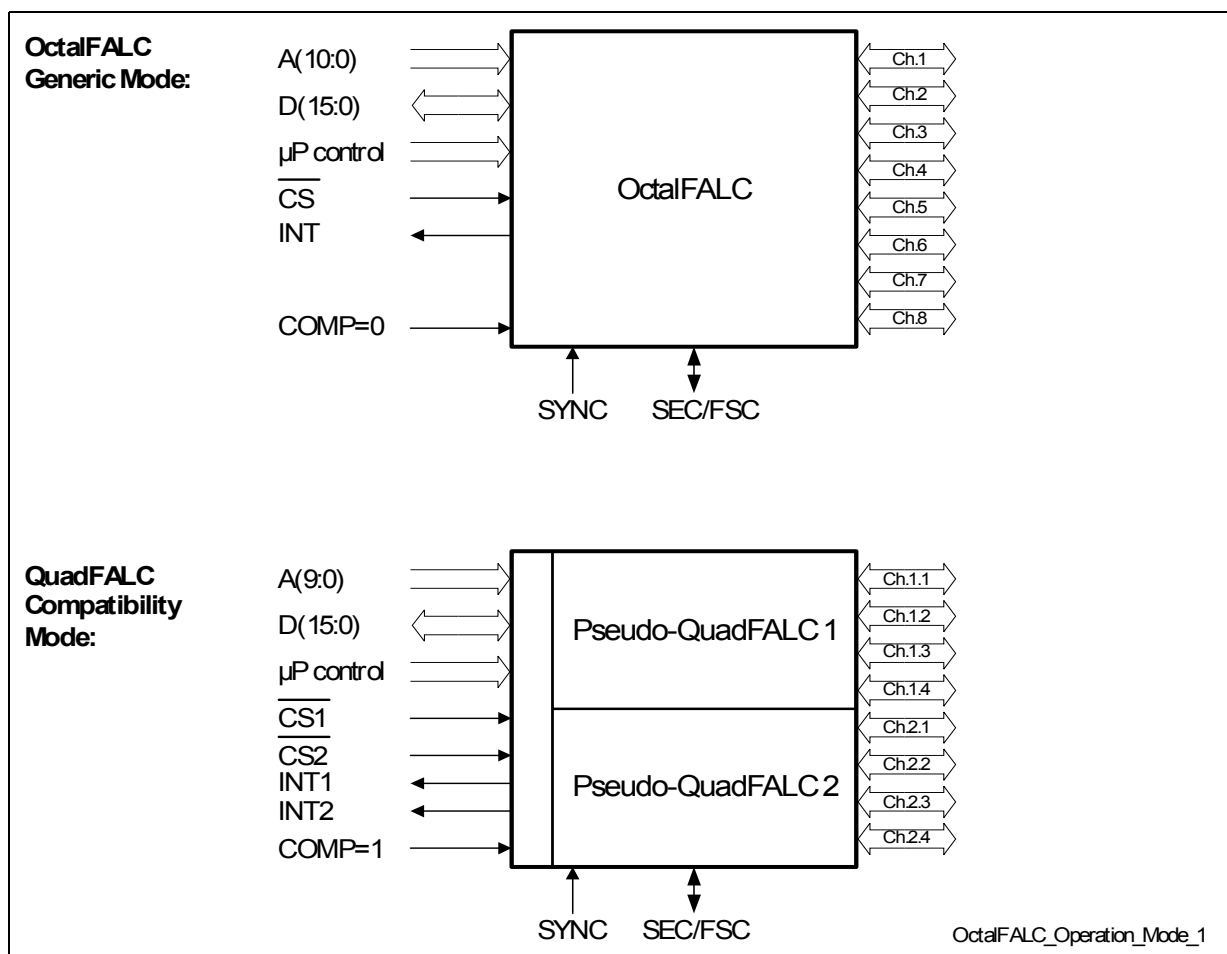 OctalFALC
Generic Mode:
A(10:0)
D(15:0)
µP control
CS
INT
COMP=0
OctalFALC
Ch.1
Ch.2
Ch.3
Ch.4
Ch.5
Ch.6
Ch.7
Ch.8
SYNC
SEC/FSC
QuadFALC
Compatibility
Mode:
A(9:0)
D(15:0)
µP control
CS1
CS2
INT1
INT2
COMP=1
Pseudo-QuadFALC 1
Pseudo-QuadFALC 2
Ch.1.1
Ch.1.2
Ch.1.3
Ch.1.4
Ch.2.1
Ch.2.2
Ch.2.3
Ch.2.4
SYNC
SEC/FSC
OctalFALC_Operation_Mode_1